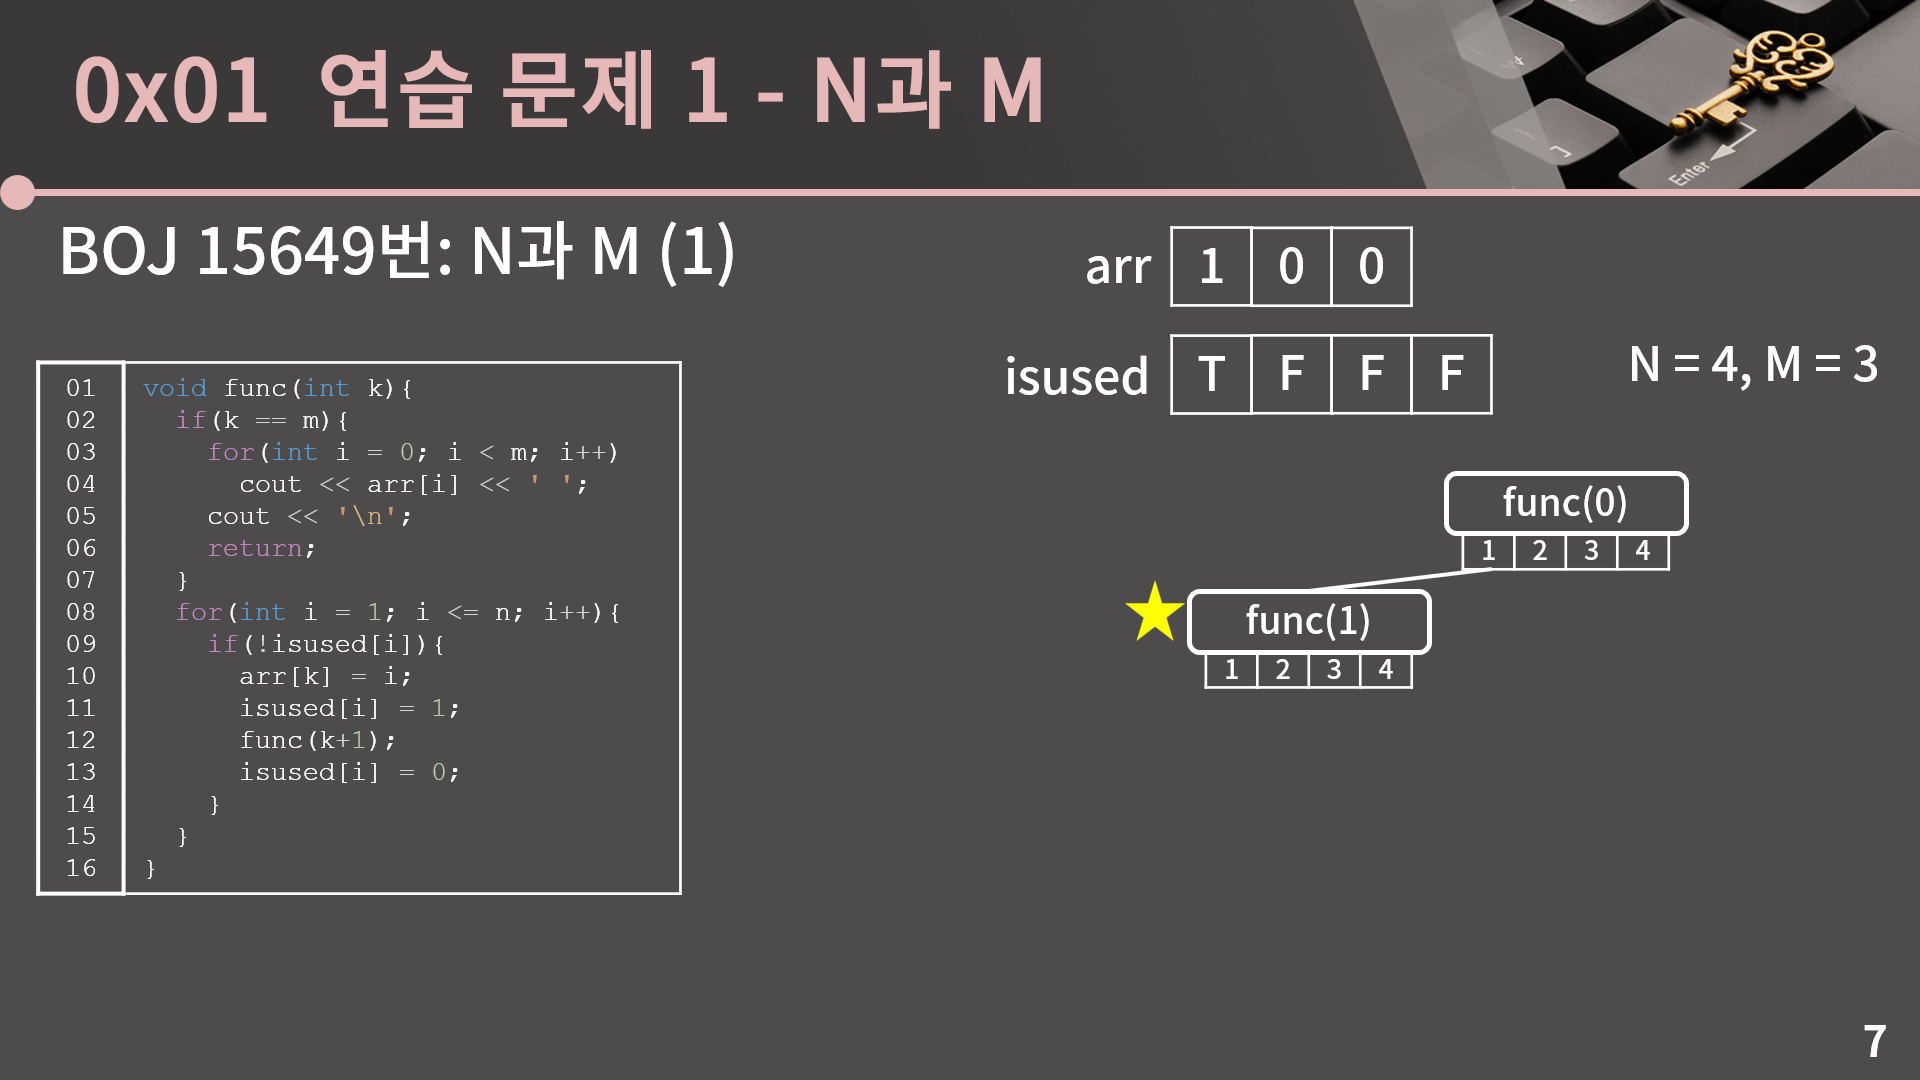 0x01 연습 문제 1 - N과 M
Enter
BOJ 15649번: N과 M (1)
arr 1 0 0
isused T F F F
N = 4, M = 3
01 void func(int k){
02   if(k == m){
03     for(int i = 0; i < m; i++)
04       cout << arr[i] << ' ';
05     cout << '\n';
06     return;
07   }
08   for(int i = 1; i <= n; i++){
09     if(!isused[i]){
10       arr[k] = i;
11       isused[i] = 1;
12       func(k+1);
13       isused[i] = 0;
14     }
15   }
16 }
func(0)
1 2 3 4
func(1)
1 2 3 4
7